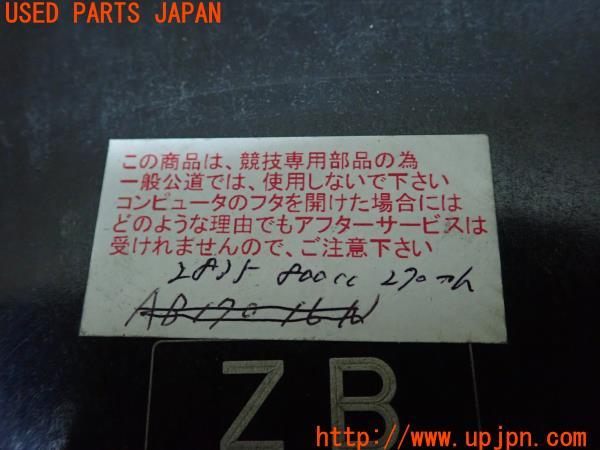 USED PARTS JAPAN
この商品は、競技専用部品の為
一般公道では、使用しないで下さい
コンピュータのフタを開けた場合には
どのような理由でもアフターサービスは
受けれませんので、ご注意下さい
2835 800cc
ZB
http://www.upjpn.com/